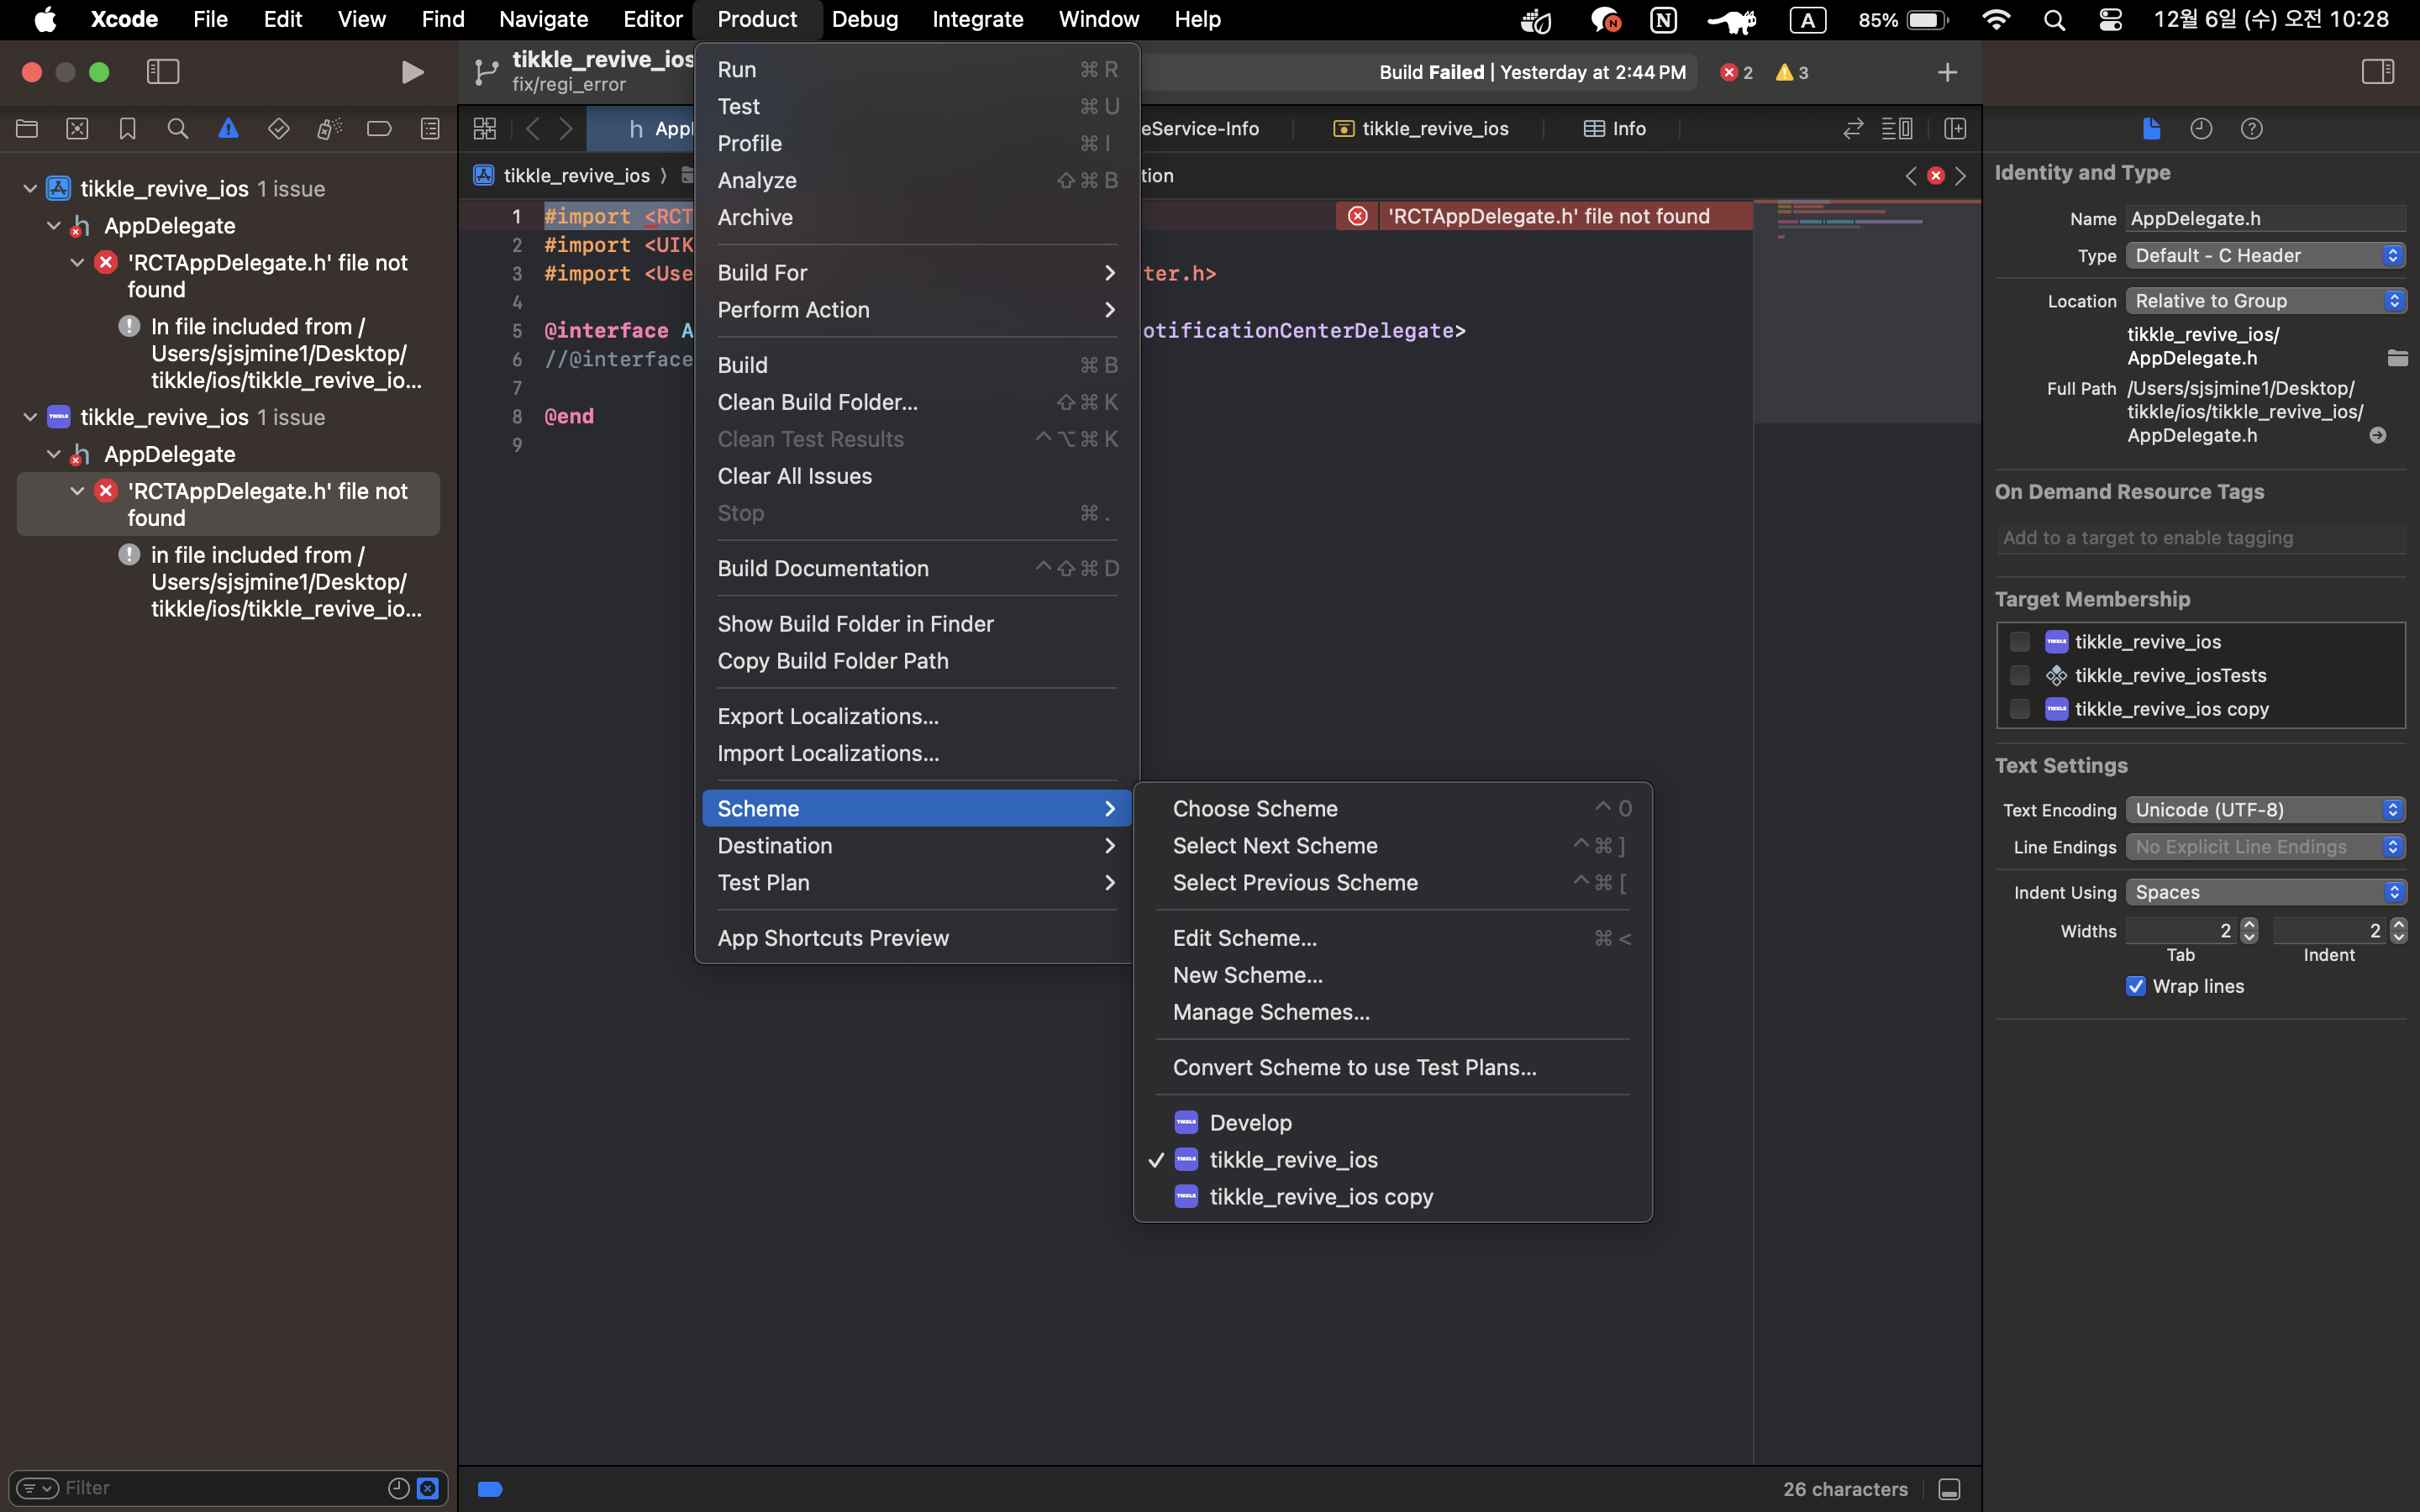 Xcode File Edit View Find Navigate Editor Product Debug Integrate Window Help
A 85% 12월 6일 (수) 오전 10:28
tikkle_revive_ios
fix/regi_error
Build Failed | Yesterday at 2:44 PM 2 3
h App
eService-Info
tikkle_revive_ios
Info
tikkle_revive_ios
tion
tikkle_revive_ios 1 issue
AppDelegate
'RCTAppDelegate.h' file not
found
In file included from /
Users/sjsjmine1/Desktop/
tikkle/ios/tikkle_revive_io...
tikkle_revive_ios 1 issue
AppDelegate
'RCTAppDelegate.h' file not
found
in file included from /
Users/sjsjmine1/Desktop/
tikkle/ios/tikkle_revive_io...
Filter
1 #import <RCT
'RCTAppDelegate.h' file not found
2 #import <UIK
3 #import <Use ter.h>
4
5 @interface A otificationCenterDelegate>
6 //@interface
7
8 @end
9
Run ⌘ R
Test ⌘ U
Profile ⌘ I
Analyze ⇧ ⌘ B
Archive
Build For
Perform Action
Build ⌘ B
Clean Build Folder... ⇧ ⌘ K
Clean Test Results ^ ⌥ ⌘ K
Clear All Issues
Stop ⌘ .
Build Documentation ^ ⇧ ⌘ D
Show Build Folder in Finder
Copy Build Folder Path
Export Localizations...
Import Localizations...
Scheme
Destination
Test Plan
App Shortcuts Preview
Choose Scheme ^ 0
Select Next Scheme ^ ⌘ ]
Select Previous Scheme ^ ⌘ [
Edit Scheme... ⌘ <
New Scheme...
Manage Schemes...
Convert Scheme to use Test Plans...
Develop
✓ tikkle_revive_ios
tikkle_revive_ios copy
26 characters
Identity and Type
Name AppDelegate.h
Type Default - C Header
Location Relative to Group
tikkle_revive_ios/
AppDelegate.h
Full Path /Users/sjsjmine1/Desktop/
tikkle/ios/tikkle_revive_ios/
AppDelegate.h
On Demand Resource Tags
Add to a target to enable tagging
Target Membership
tikkle_revive_ios
tikkle_revive_iosTests
tikkle_revive_ios copy
Text Settings
Text Encoding Unicode (UTF-8)
Line Endings No Explicit Line Endings
Indent Using Spaces
Widths 2 2
Tab Indent
Wrap lines